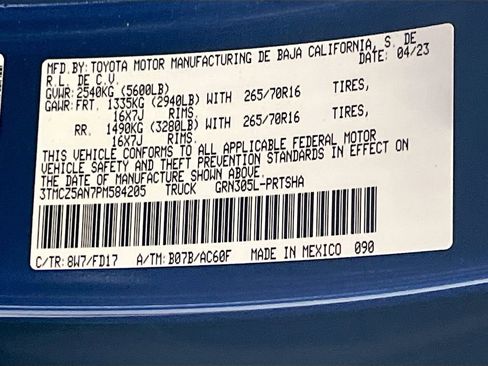 MFD.BY: TOYOTA MOTOR MANUFACTURING DE BAJA CALIFORNIA, S. DE
R.L. DE C.V. DATE: 04/23
GVWR: 2540KG (5600LB)
GAWR: FRT. 1335KG (2940LB) WITH 265/70R16 TIRES,
16X7J RIMS,
RR. 1490KG (3280LB) WITH 265/70R16 TIRES,
16X7J RIMS.
THIS VEHICLE CONFORMS TO ALL APPLICABLE FEDERAL MOTOR
VEHICLE SAFETY AND THEFT PREVENTION STANDARDS IN EFFECT ON
THE DATE OF MANUFACTURE SHOWN ABOVE.
3TMCZ5AN7PM584205 TRUCK GRN305L-PRTSHA
C/TR: 8W7/FD17 A/TM: B07B/AC60F MADE IN MEXICO 090